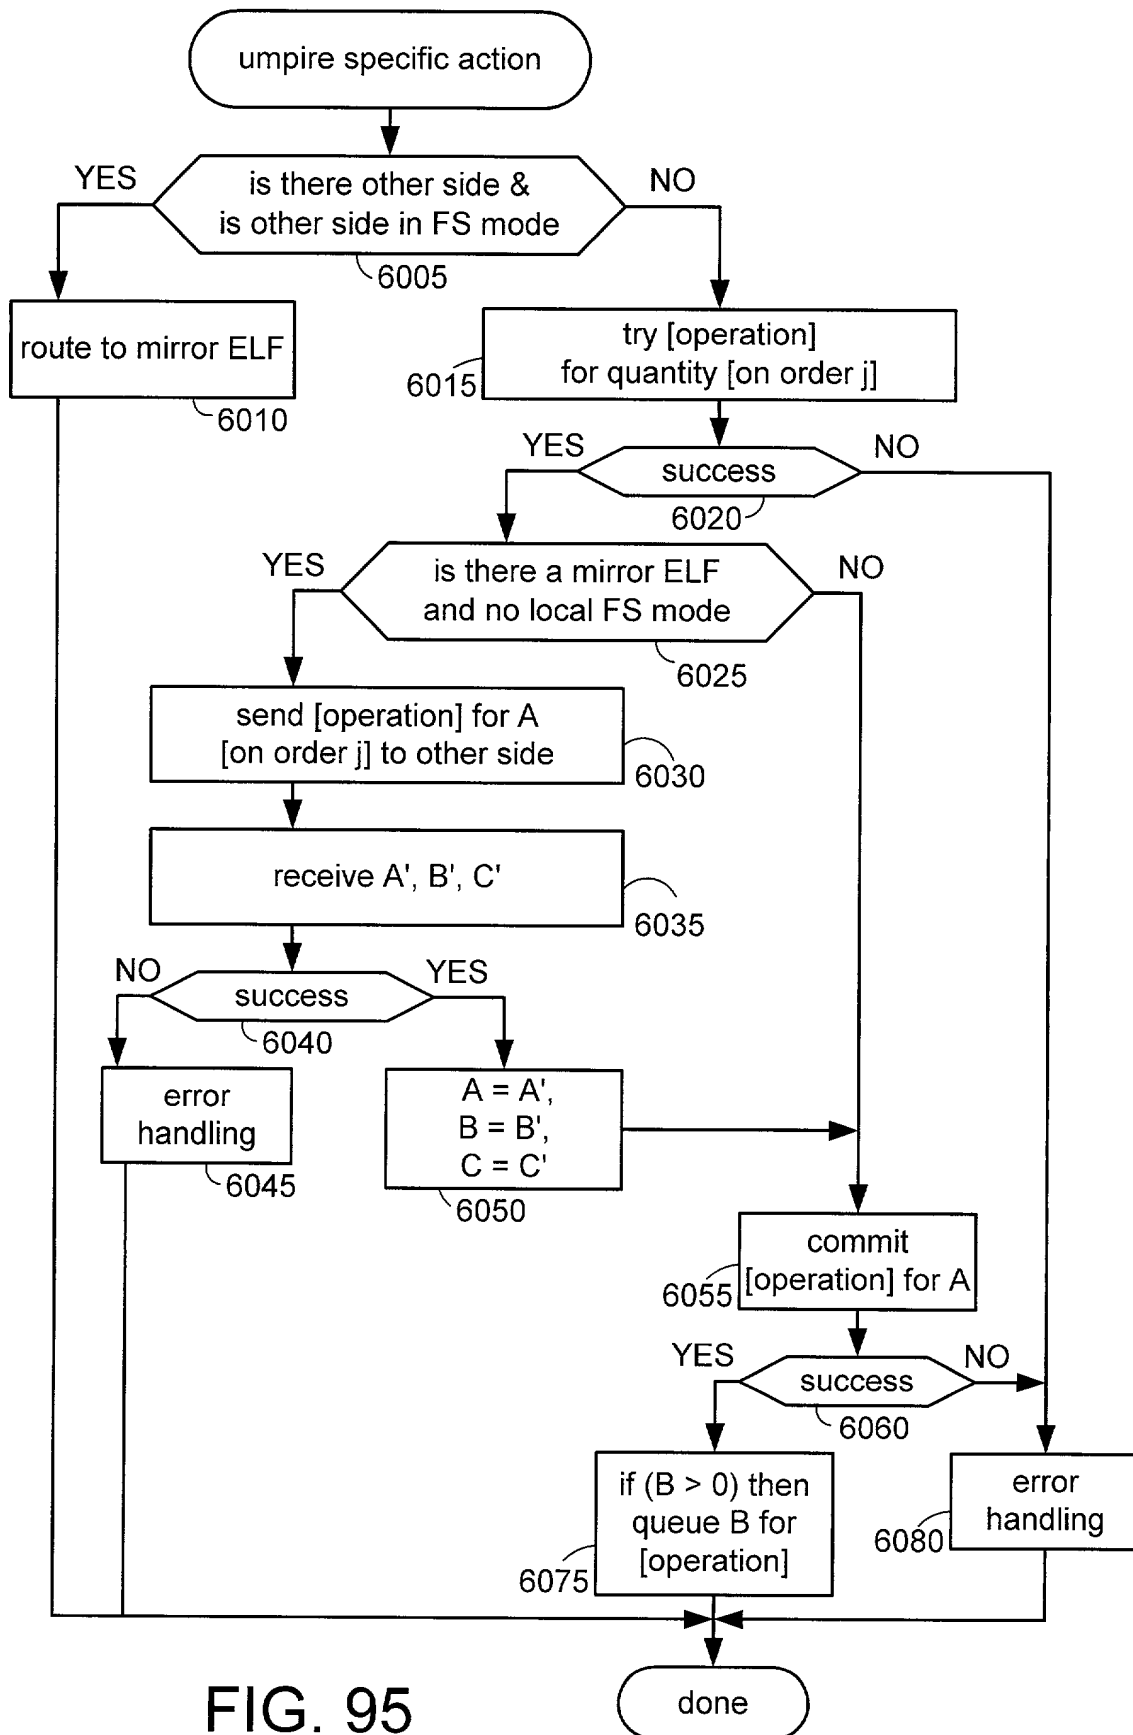 umpire specific action
YES
NO
is there other side &
is other side in FS mode
6005
route to mirror ELF
6010
try [operation]
for quantity [on order j]
6015
YES
NO
success
6020
YES
NO
is there a mirror ELF
and no local FS mode
6025
send [operation] for A
[on order j] to other side
6030
receive A', B', C'
6035
NO
YES
success
6040
error
handling
6045
A = A',
B = B',
C = C'
6050
commit
[operation] for A
6055
YES
NO
success
6060
if (B > 0) then
queue B for
[operation]
6075
error
handling
6080
done
FIG. 95